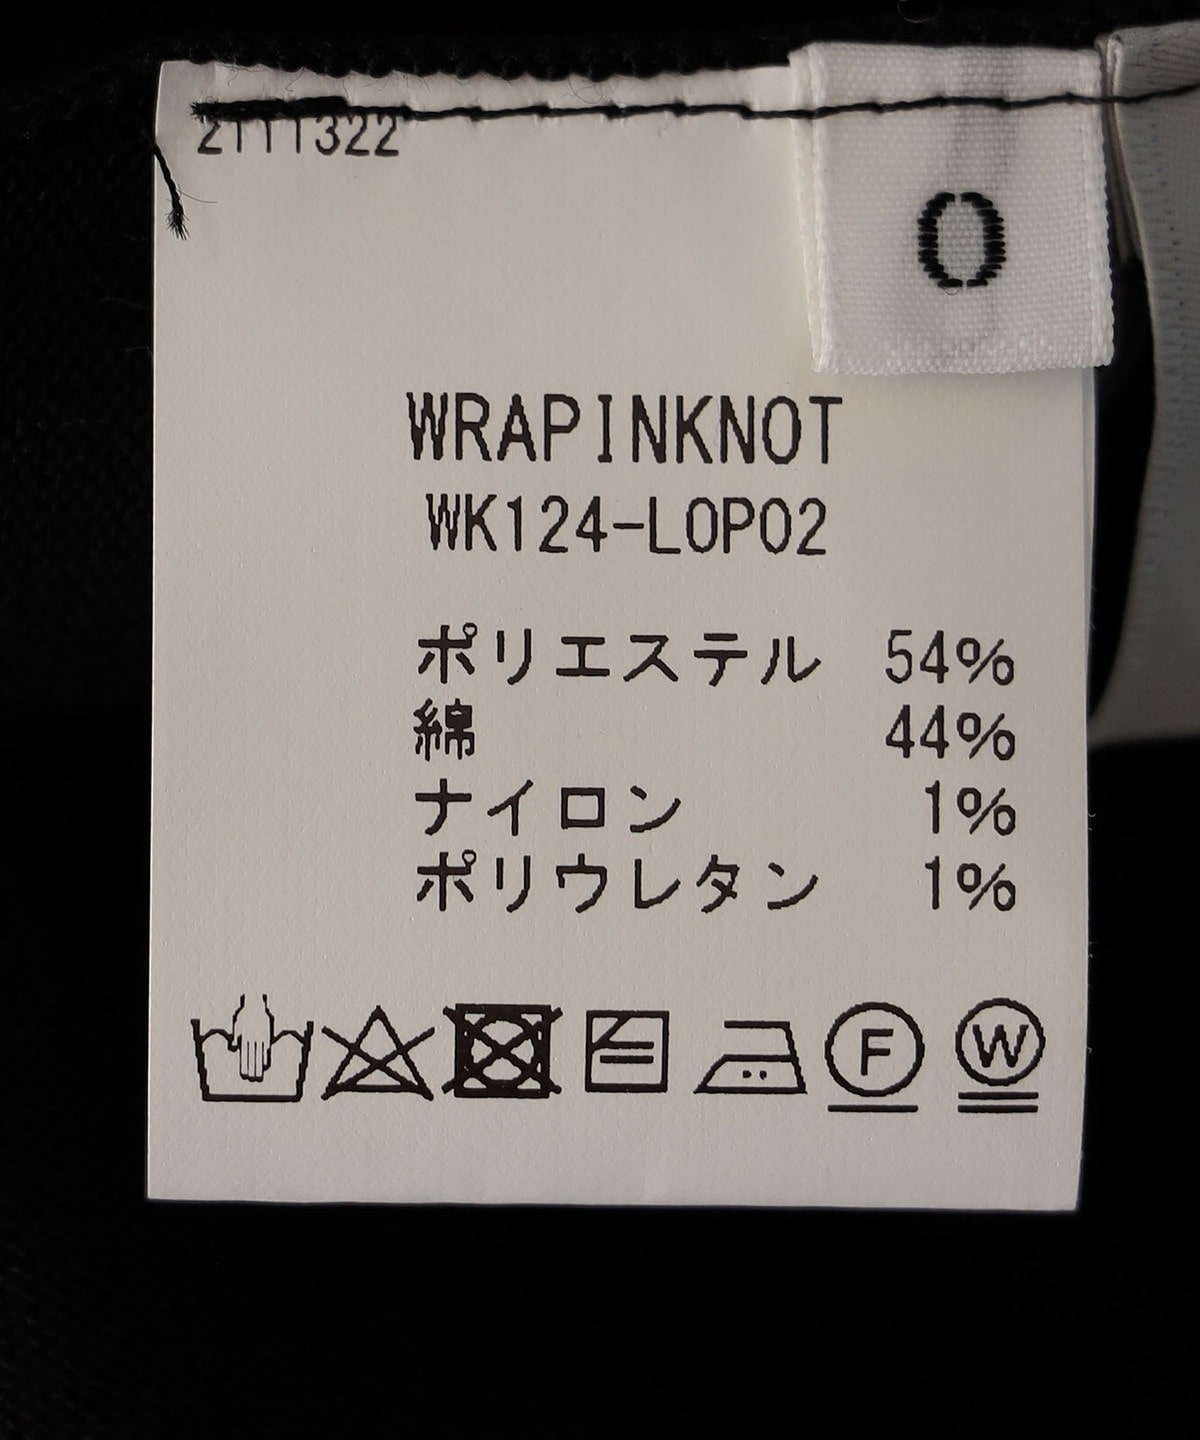 2111322
0
WRAPINKNOT
WK124-LOP02
ポリエステル 54%
綿 44%
ナイロン 1%
ポリウレタン 1%
F W